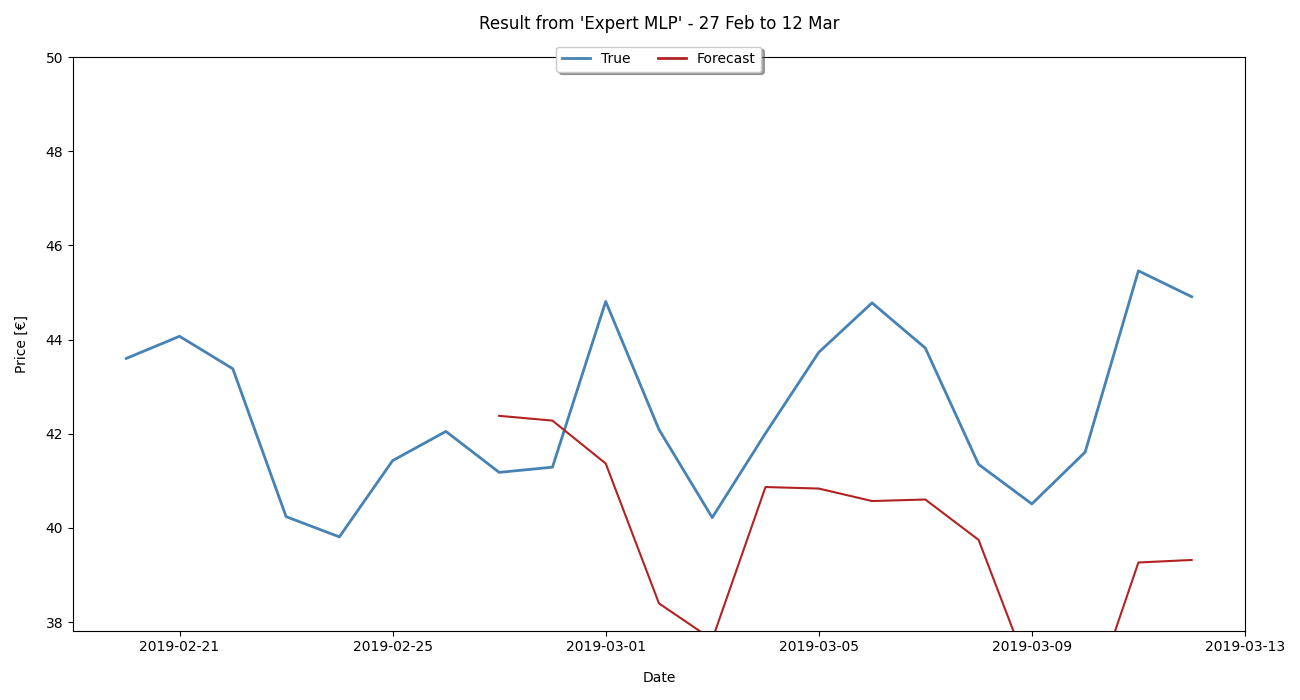 Result from 'Expert MLP' - 27 Feb to 12 Mar
True Forecast
50
48
46
44
42
40
38
Price [€]
2019-02-21 2019-02-25 2019-03-01 2019-03-05 2019-03-09 2019-03-13
Date